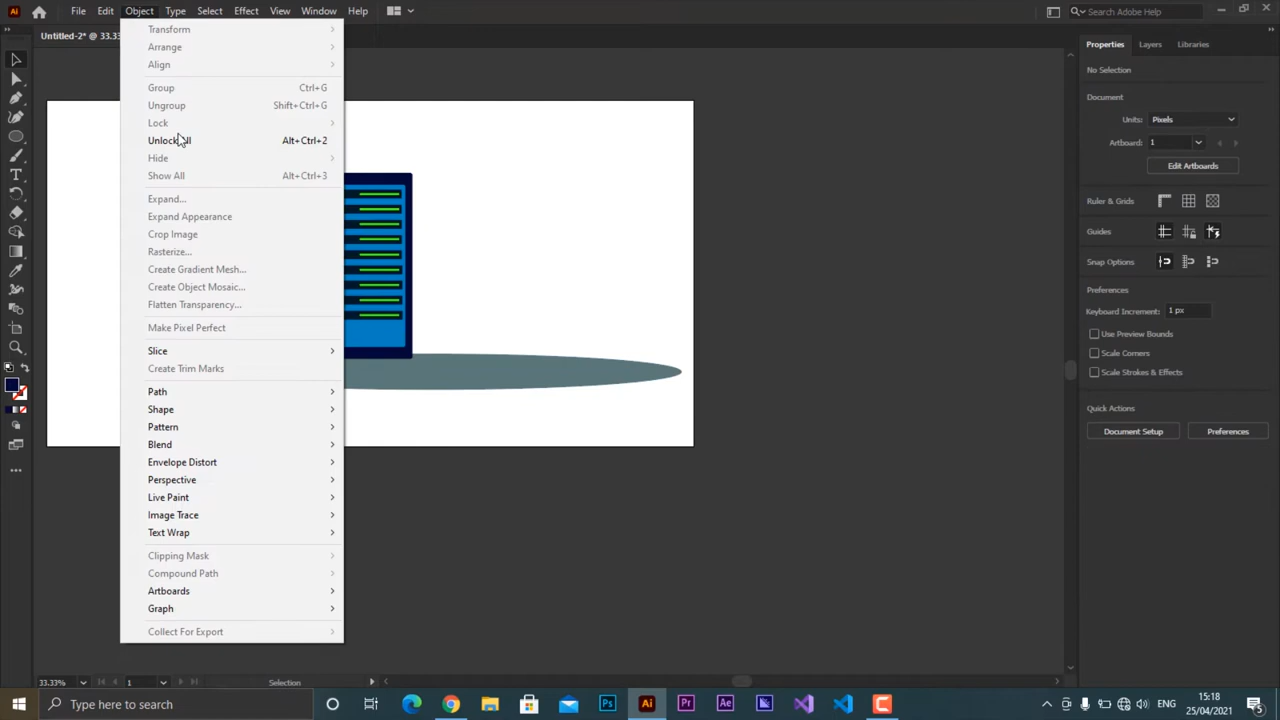 Ai File Edit Object Type Select Effect View Window Help Search Adobe Help
Untitled-2* @ 33.33
Transform
Arrange
Align
Group Ctrl+G
Ungroup Shift+Ctrl+G
Lock
Unlock All Alt+Ctrl+2
Hide
Show All Alt+Ctrl+3
Expand...
Expand Appearance
Crop Image
Rasterize...
Create Gradient Mesh...
Create Object Mosaic...
Flatten Transparency...
Make Pixel Perfect
Slice
Create Trim Marks
Path
Shape
Pattern
Blend
Envelope Distort
Perspective
Live Paint
Image Trace
Text Wrap
Clipping Mask
Compound Path
Artboards
Graph
Collect For Export
Properties Layers Libraries
No Selection
Document
Units: Pixels
Artboard: 1
Edit Artboards
Ruler & Grids
Guides
Snap Options
Preferences
Keyboard Increment: 1 px
Use Preview Bounds
Scale Corners
Scale Strokes & Effects
Quick Actions
Document Setup Preferences
33.33% 1 Selection
Type here to search Ps Ai Pr Ae ENG 15:18
25/04/2021